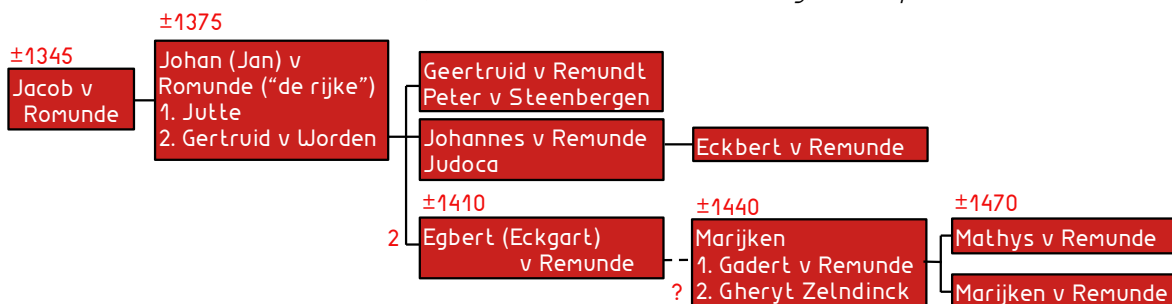 ±1345
Jacob v
Romunde
±1375
Johan (Jan) v
Romunde (“de rijke”)
1. Jutte
2. Gertruid v Worden
Geertruid v Remundt
Peter v Steenbergen
Johannes v Remunde
Judoca
Eckbert v Remunde
±1410
2
Egbert (Eckgart)
v Remunde
±1440
?
Marijken
1. Gadert v Remunde
2. Gheryt Zelndinck
±1470
Mathys v Remunde
Marijken v Remunde